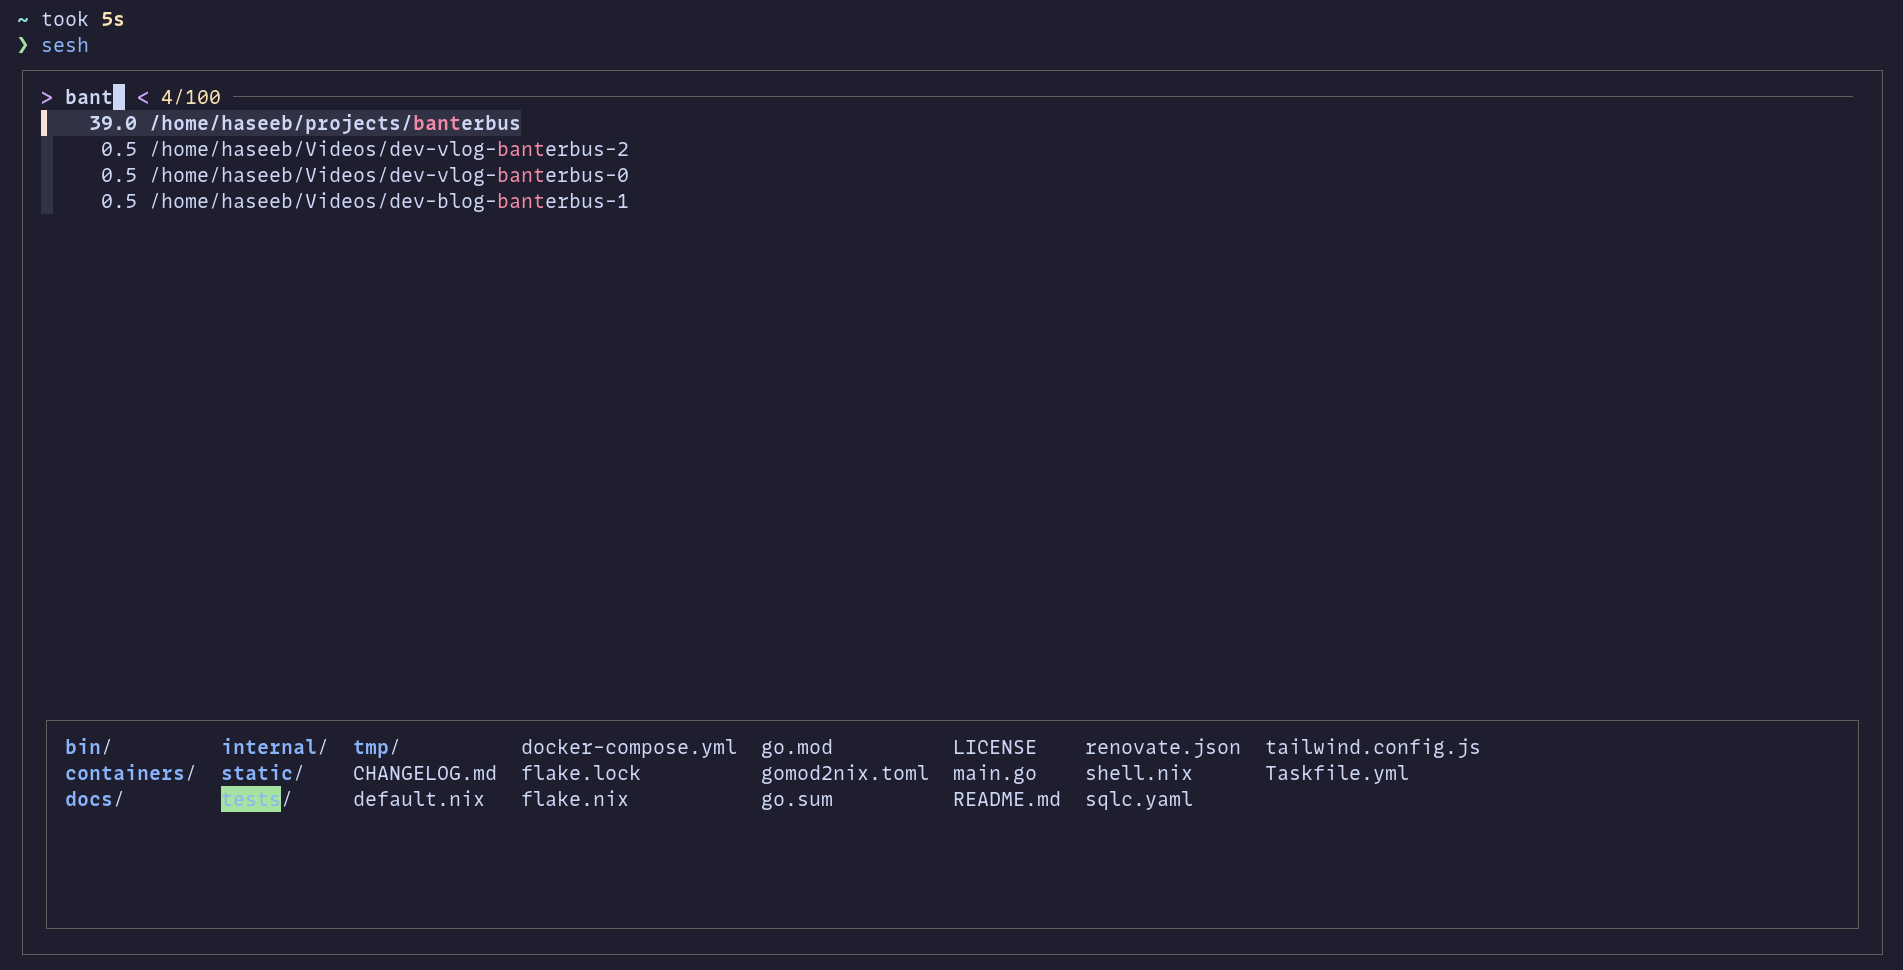 ~ took 5s
❯ sesh
> bant < 4/100
39.0 /home/haseeb/projects/banterbus
0.5 /home/haseeb/Videos/dev-vlog-banterbus-2
0.5 /home/haseeb/Videos/dev-vlog-banterbus-0
0.5 /home/haseeb/Videos/dev-blog-banterbus-1
bin/ internal/ tmp/ docker-compose.yml go.mod LICENSE renovate.json tailwind.config.js
containers/ static/ CHANGELOG.md flake.lock gomod2nix.toml main.go shell.nix Taskfile.yml
docs/ tests/ default.nix flake.nix go.sum README.md sqlc.yaml